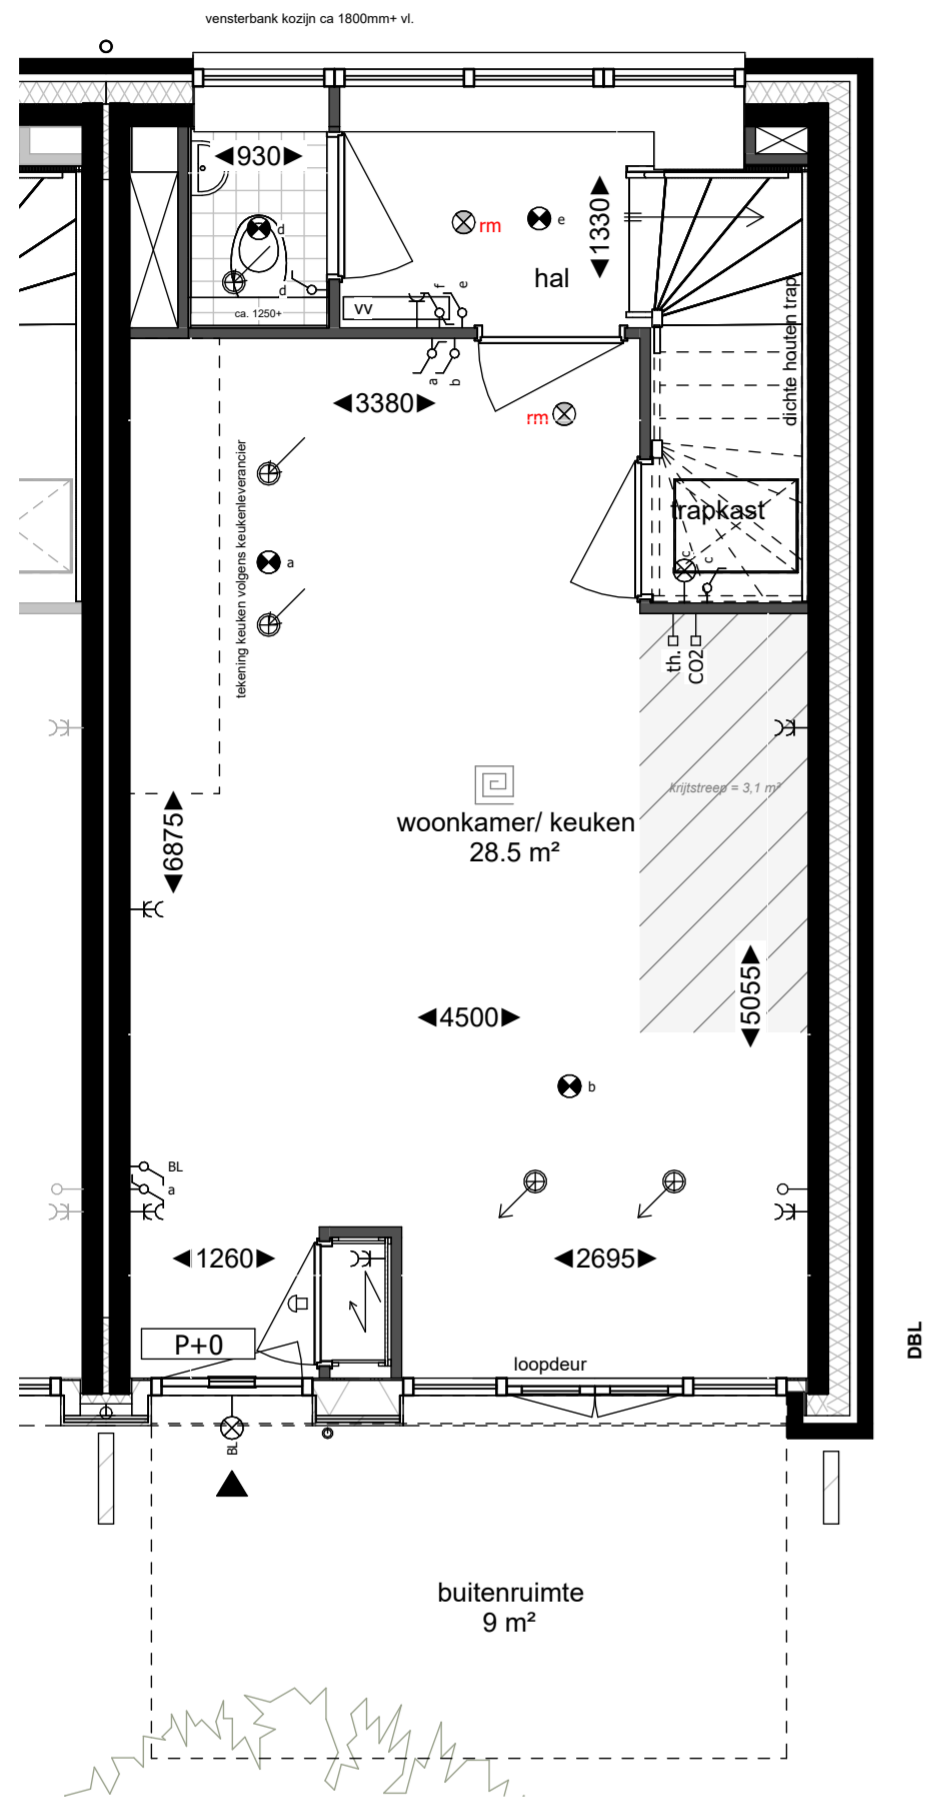 vensterbank kozijn ca 1800mm+ vl.
930
d
d
ca. 1250+
rm
e
1330
hal
vv
f
e
a
b
3380
rm
dichte houten trap
tekening keuken volgens keukenleverancier
a
trapkast
c
c
th.
CO2
krijtstreep = 3,1 m²
woonkamer/ keuken
28.5 m²
6875
5055
4500
b
BL
a
1260
2695
P+0
loopdeur
DBL
BL
buitenruimte
9 m²